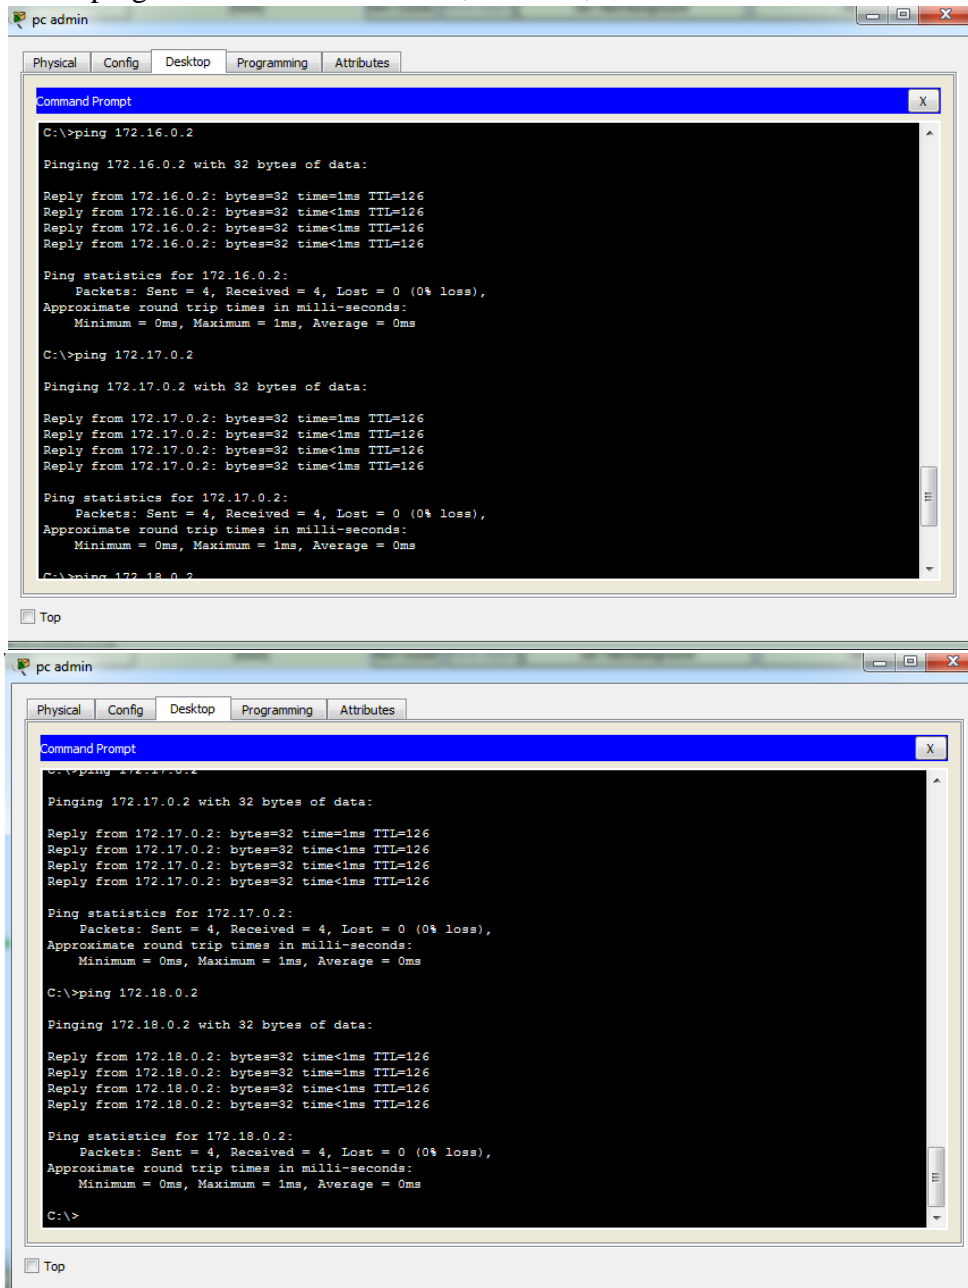 pc admin
Physical Config Desktop Programming Attributes
Command Prompt X
C:\>ping 172.16.0.2
Pinging 172.16.0.2 with 32 bytes of data:
Reply from 172.16.0.2: bytes=32 time=1ms TTL=126
Reply from 172.16.0.2: bytes=32 time<1ms TTL=126
Reply from 172.16.0.2: bytes=32 time<1ms TTL=126
Reply from 172.16.0.2: bytes=32 time<1ms TTL=126
Ping statistics for 172.16.0.2:
Packets: Sent = 4, Received = 4, Lost = 0 (0% loss),
Approximate round trip times in milli-seconds:
Minimum = 0ms, Maximum = 1ms, Average = 0ms
C:\>ping 172.17.0.2
Pinging 172.17.0.2 with 32 bytes of data:
Reply from 172.17.0.2: bytes=32 time=1ms TTL=126
Reply from 172.17.0.2: bytes=32 time<1ms TTL=126
Reply from 172.17.0.2: bytes=32 time<1ms TTL=126
Reply from 172.17.0.2: bytes=32 time<1ms TTL=126
Ping statistics for 172.17.0.2:
Packets: Sent = 4, Received = 4, Lost = 0 (0% loss),
Approximate round trip times in milli-seconds:
Minimum = 0ms, Maximum = 1ms, Average = 0ms
C:\>ping 172.18.0.2
Top
pc admin
Physical Config Desktop Programming Attributes
Command Prompt X
C:\>ping 172.17.0.2
Pinging 172.17.0.2 with 32 bytes of data:
Reply from 172.17.0.2: bytes=32 time=1ms TTL=126
Reply from 172.17.0.2: bytes=32 time<1ms TTL=126
Reply from 172.17.0.2: bytes=32 time<1ms TTL=126
Reply from 172.17.0.2: bytes=32 time<1ms TTL=126
Ping statistics for 172.17.0.2:
Packets: Sent = 4, Received = 4, Lost = 0 (0% loss),
Approximate round trip times in milli-seconds:
Minimum = 0ms, Maximum = 1ms, Average = 0ms
C:\>ping 172.18.0.2
Pinging 172.18.0.2 with 32 bytes of data:
Reply from 172.18.0.2: bytes=32 time<1ms TTL=126
Reply from 172.18.0.2: bytes=32 time=1ms TTL=126
Reply from 172.18.0.2: bytes=32 time<1ms TTL=126
Reply from 172.18.0.2: bytes=32 time<1ms TTL=126
Ping statistics for 172.18.0.2:
Packets: Sent = 4, Received = 4, Lost = 0 (0% loss),
Approximate round trip times in milli-seconds:
Minimum = 0ms, Maximum = 1ms, Average = 0ms
C:\>
Top